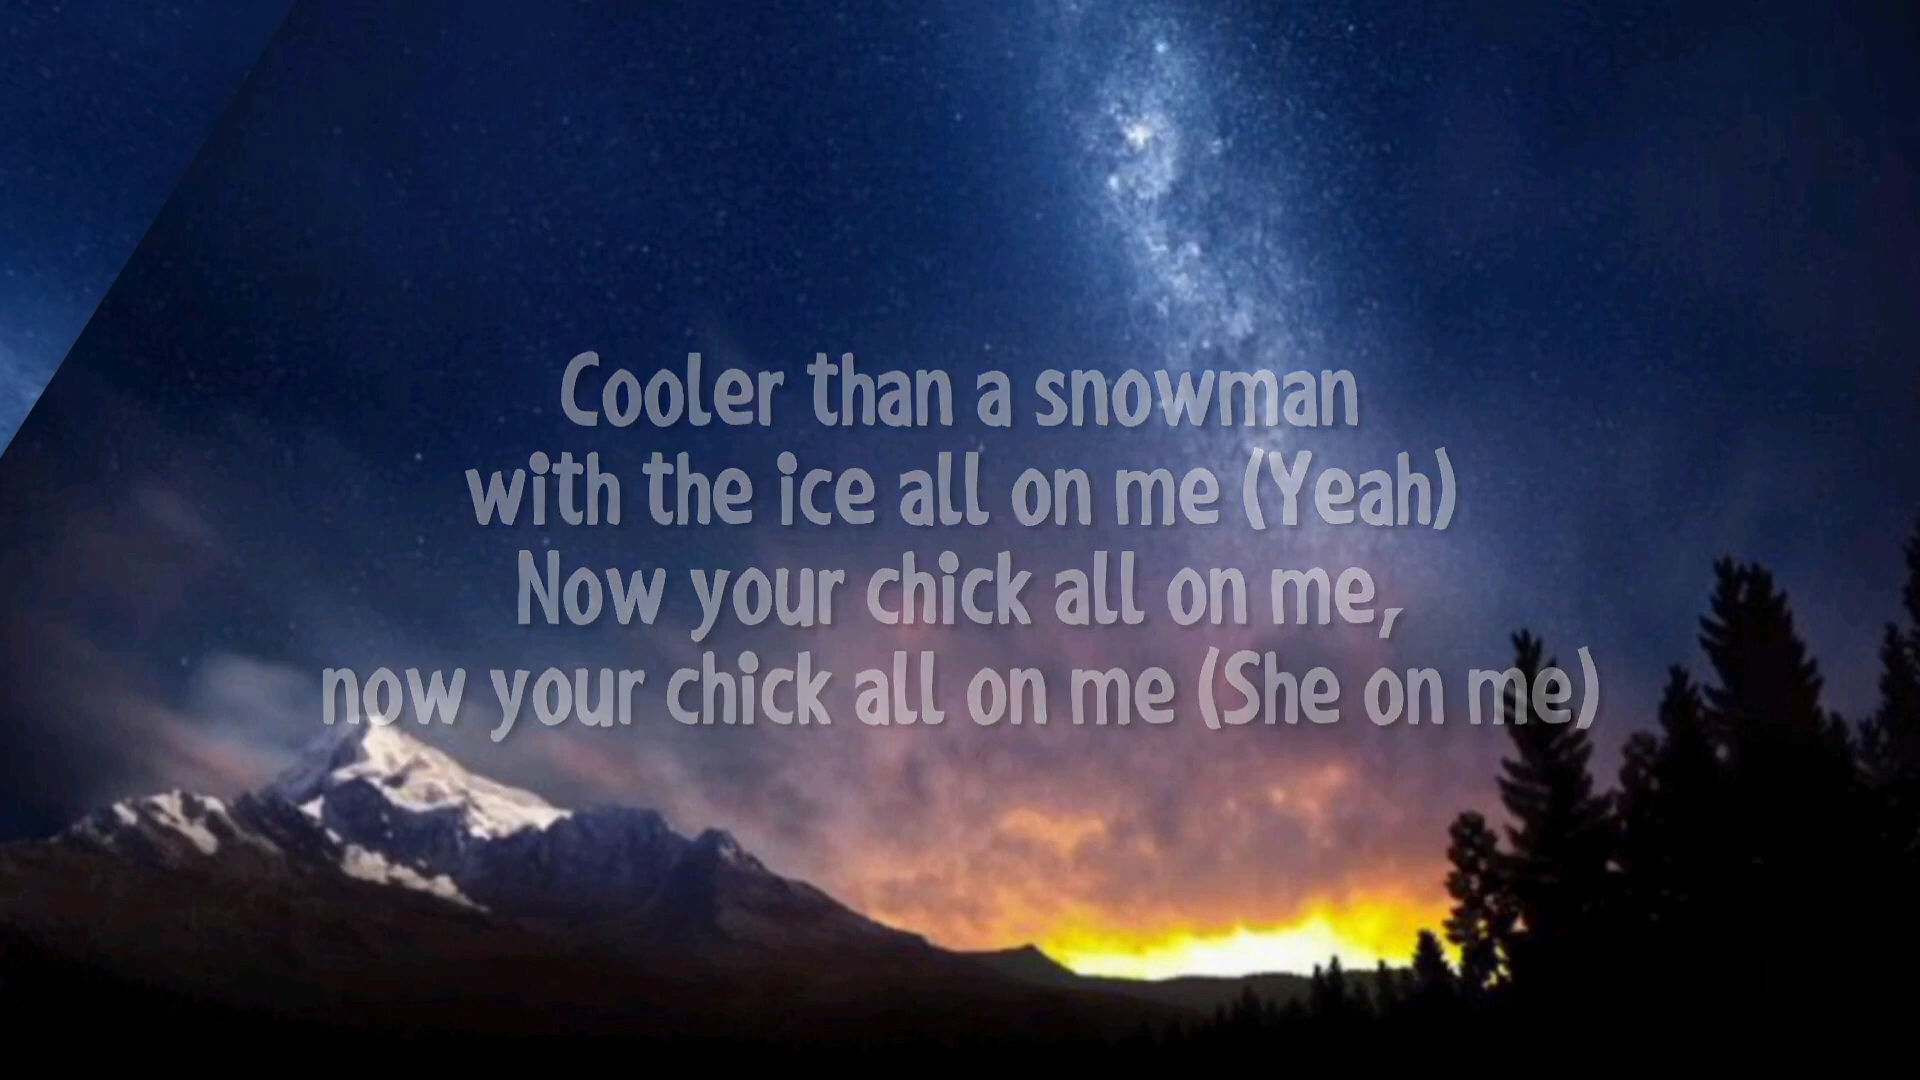 Cooler than a snowman
with the ice all on me (Yeah)
Now your chick all on me,
now your chick all on me (She on me)